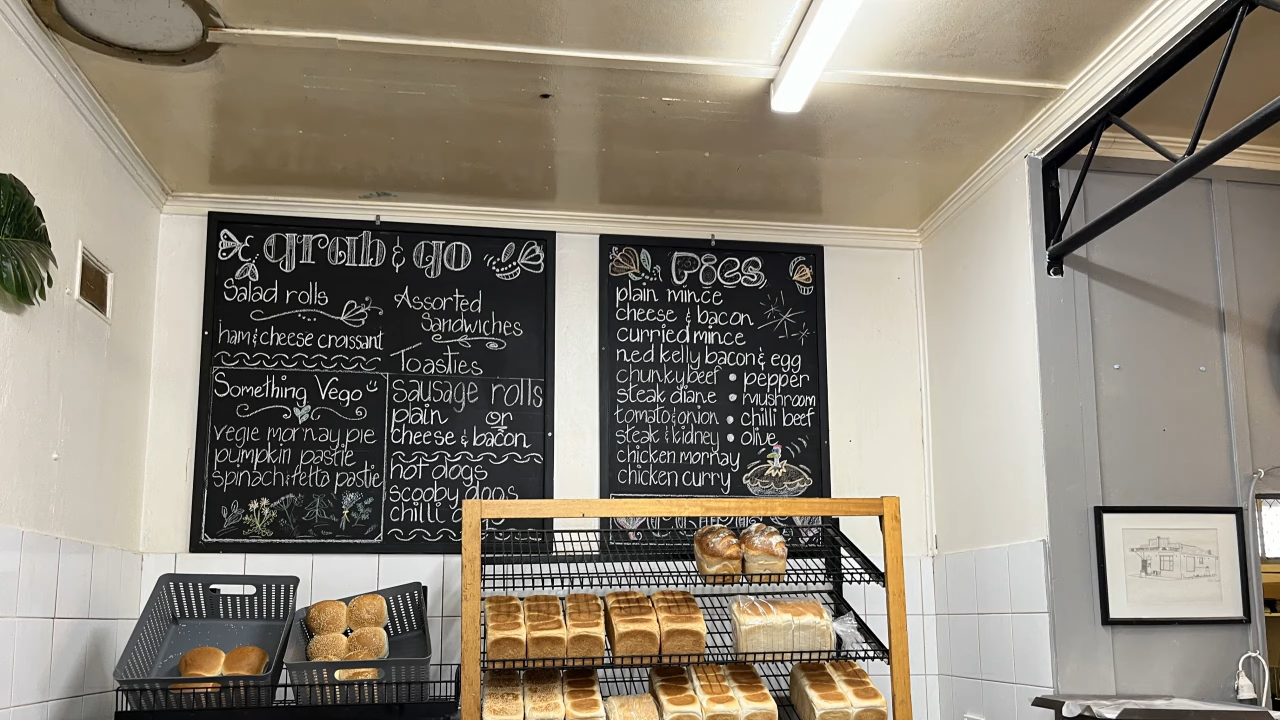 grab & go
Salad rolls
ham & cheese croissant
Assorted
Sandwiches
Toasties
Something Vego
vegie mornay pie
pumpkin pastie
spinach & fetta pastie
sausage rolls
plain or
cheese & bacon
hot dogs
scooby dogs
chilli
Pies
plain mince
cheese & bacon
curried mince
ned kelly bacon & egg
chunky beef • pepper
steak diane • mushroom
tomato & onion • chilli beef
steak & kidney • olive
chicken mornay
chicken curry